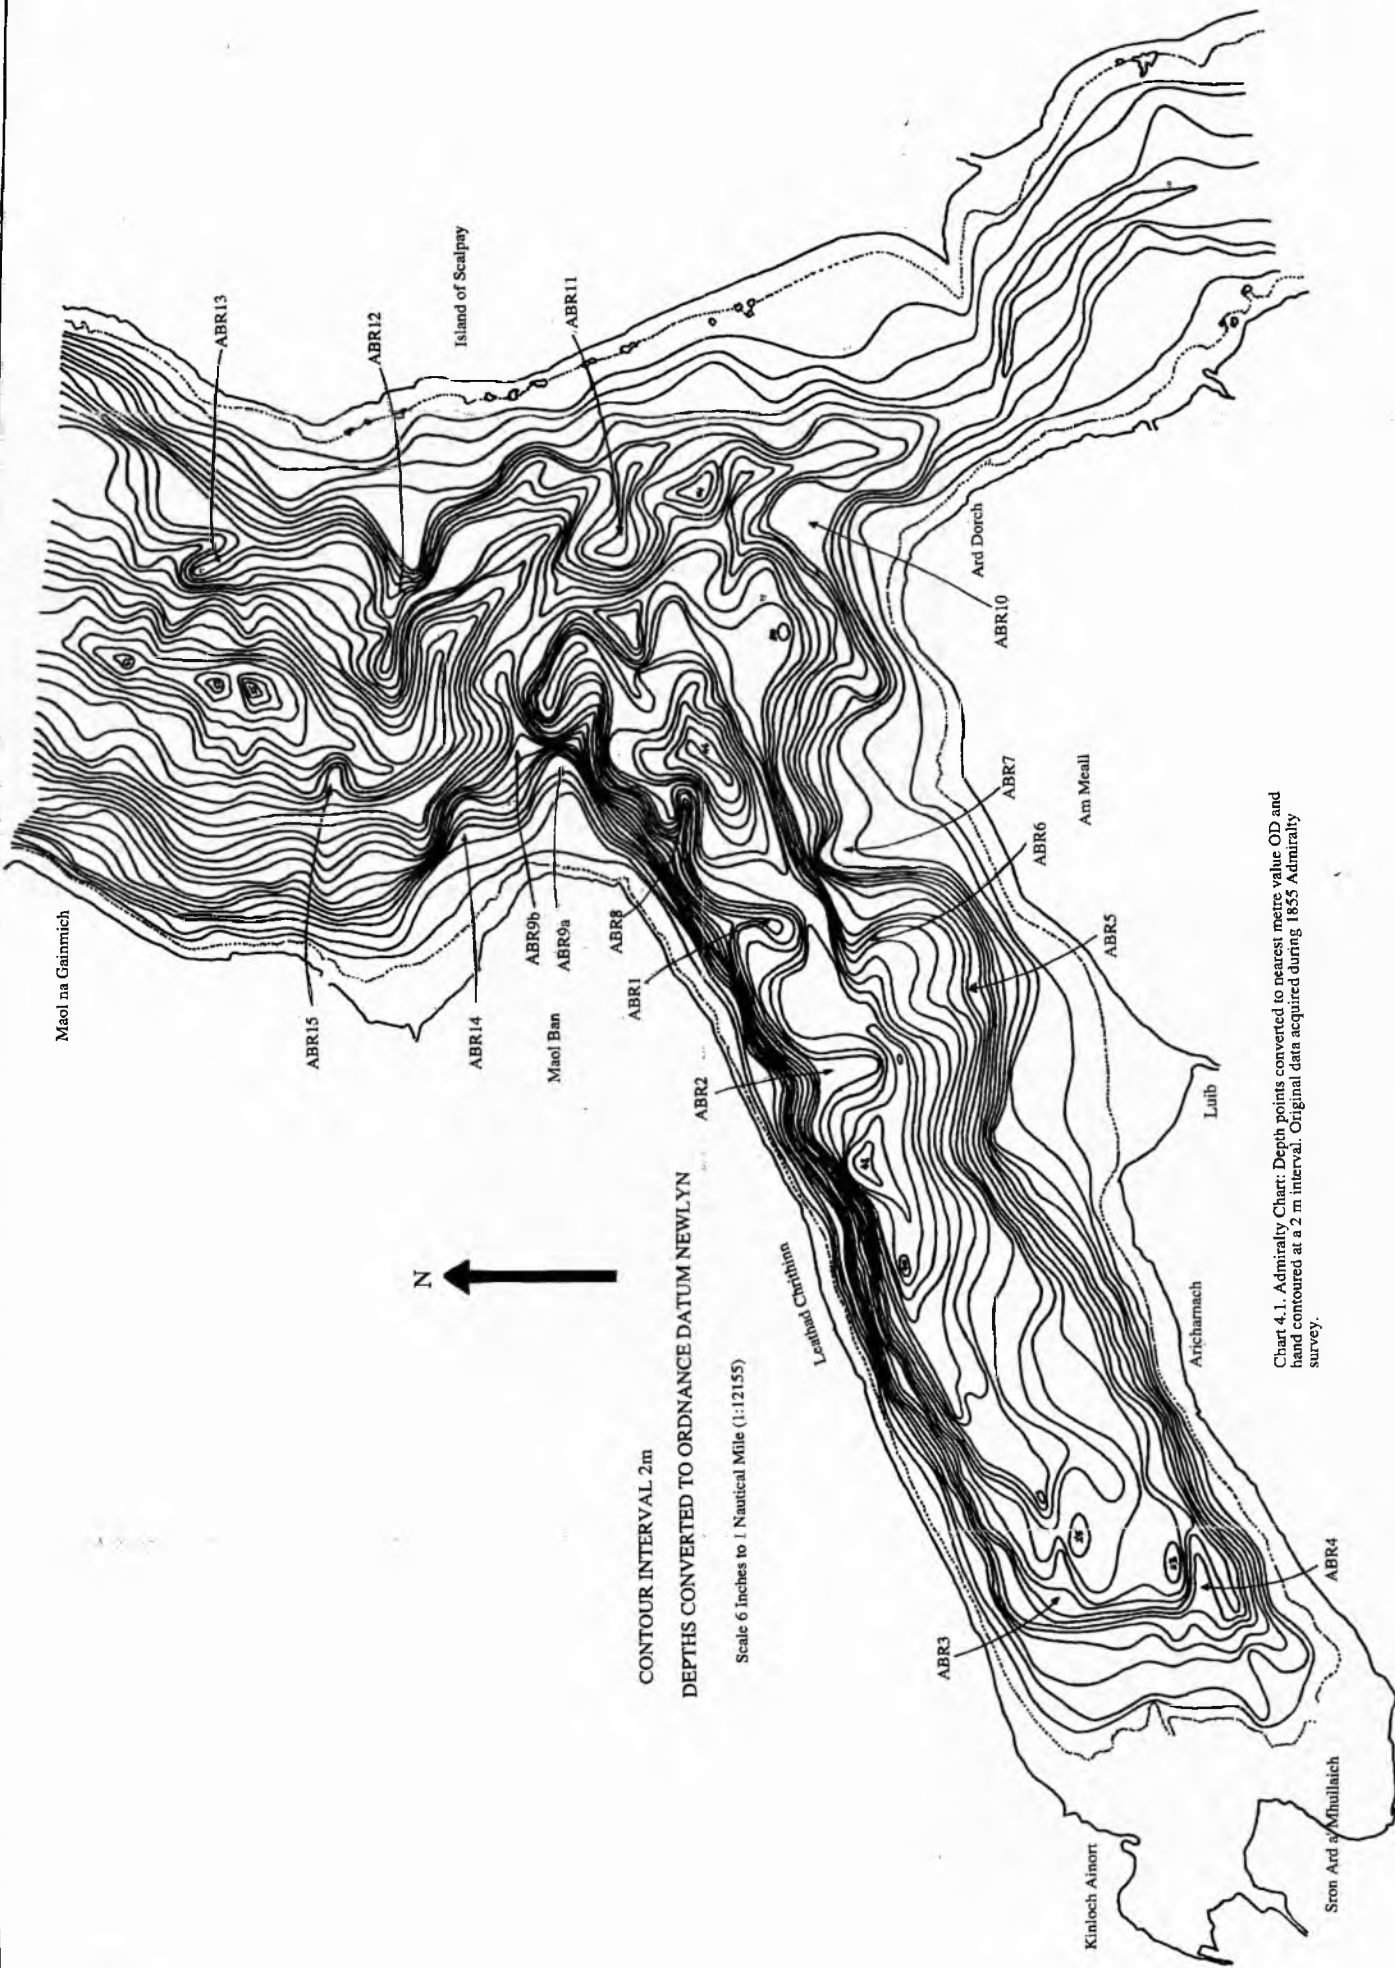 Maol na Gainmich
ABR13
ABR12
Island of Scalpay
ABR11
ABR15
ABR14
ABR9b
ABR9a
Maol Ban
ABR8
ABR1
ABR2
Ard Dorch
ABR10
ABR7
Am Meall
ABR6
ABR5
Luib
N
Leathad Chrithinn
Aricharnach
CONTOUR INTERVAL 2m
DEPTHS CONVERTED TO ORDNANCE DATUM NEWLYN
Scale 6 Inches to 1 Nautical Mile (1:12155)
ABR3
ABR4
Kinloch Ainort
Sron Ard a'Mhullaich
Chart 4.1. Admiralty Chart: Depth points converted to nearest metre value OD and
hand contoured at a 2 m interval. Original data acquired during 1855 Admiralty
survey.